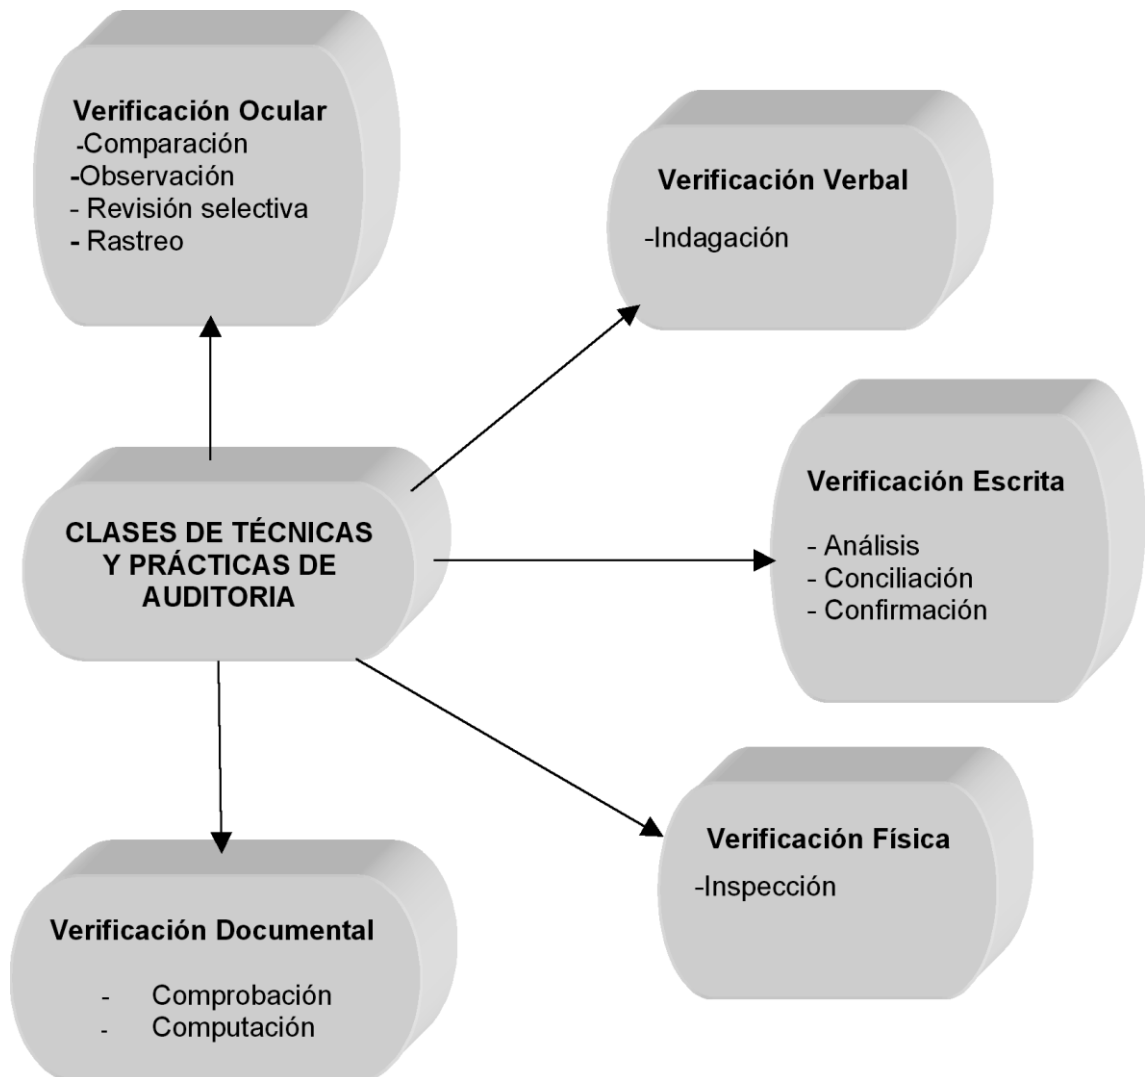 Verificación Ocular
-Comparación
-Observación
- Revisión selectiva
- Rastreo
Verificación Verbal
-Indagación
CLASES DE TÉCNICAS
Y PRÁCTICAS DE
AUDITORIA
Verificación Escrita
- Análisis
- Conciliación
- Confirmación
Verificación Física
-Inspección
Verificación Documental
- Comprobación
- Computación